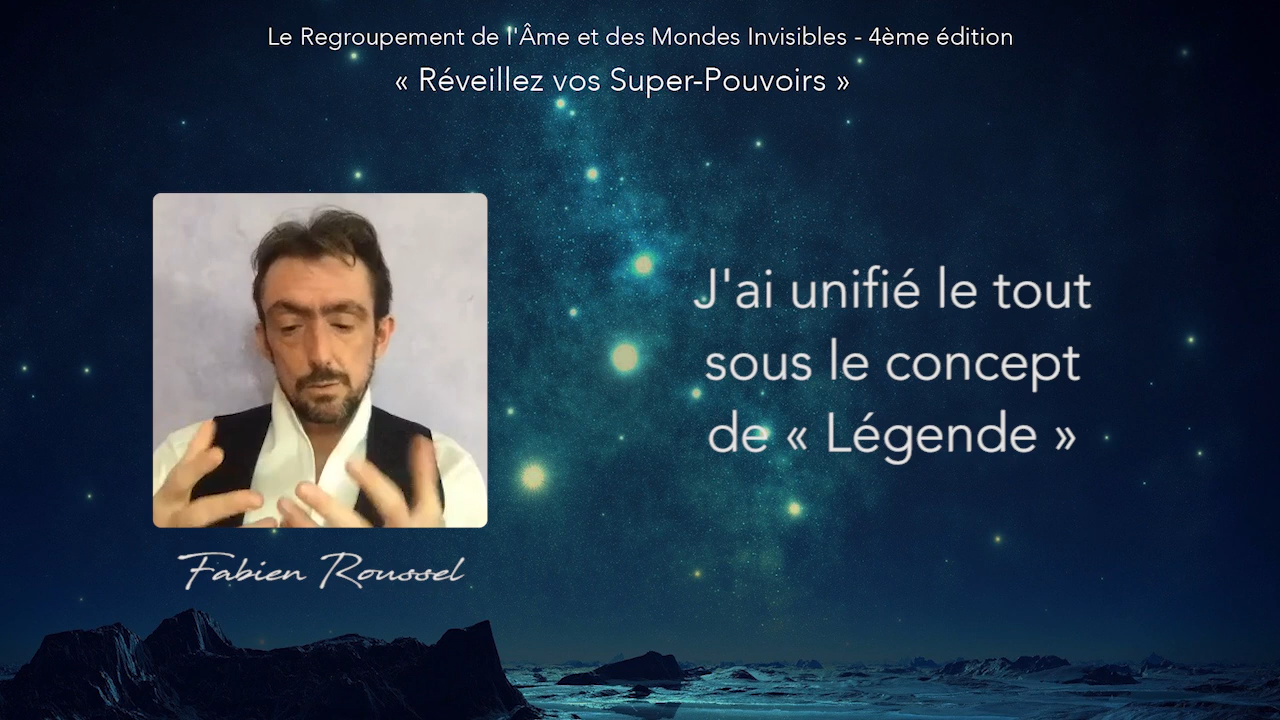 Le Regroupement de l'Âme et des Mondes Invisibles - 4ème édition
« Réveillez vos Super-Pouvoirs »
J'ai unifié le tout
sous le concept
de « Légende »
Fabien Roussel